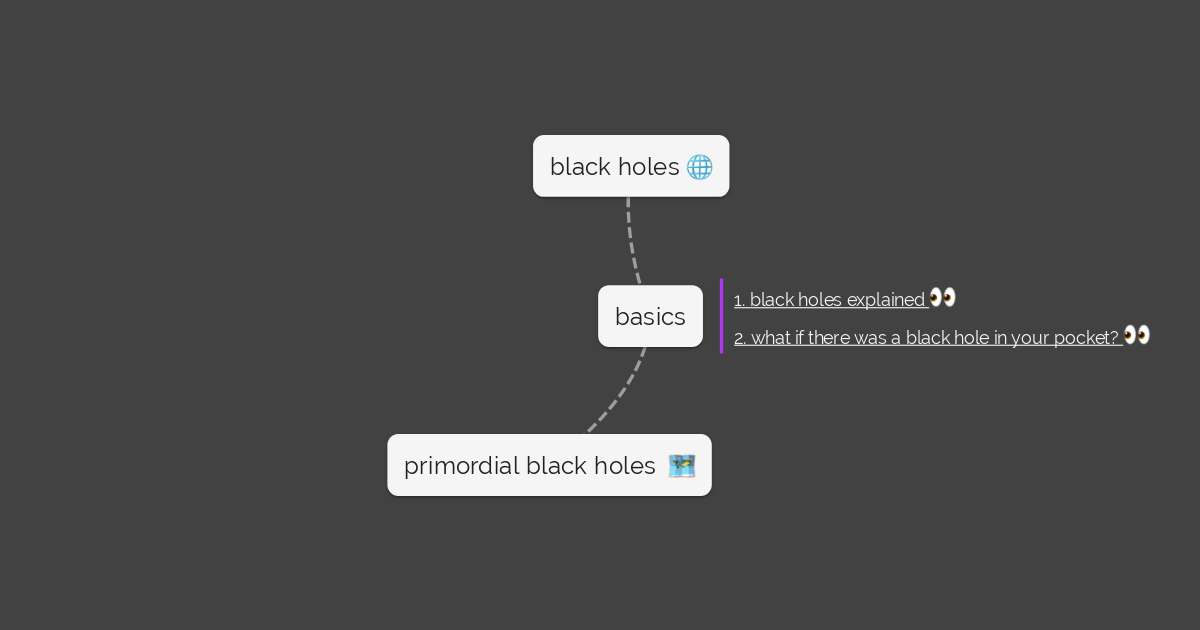 black holes 🌐
basics
1. black holes explained 👀
2. what if there was a black hole in your pocket? 👀
primordial black holes 🗺️